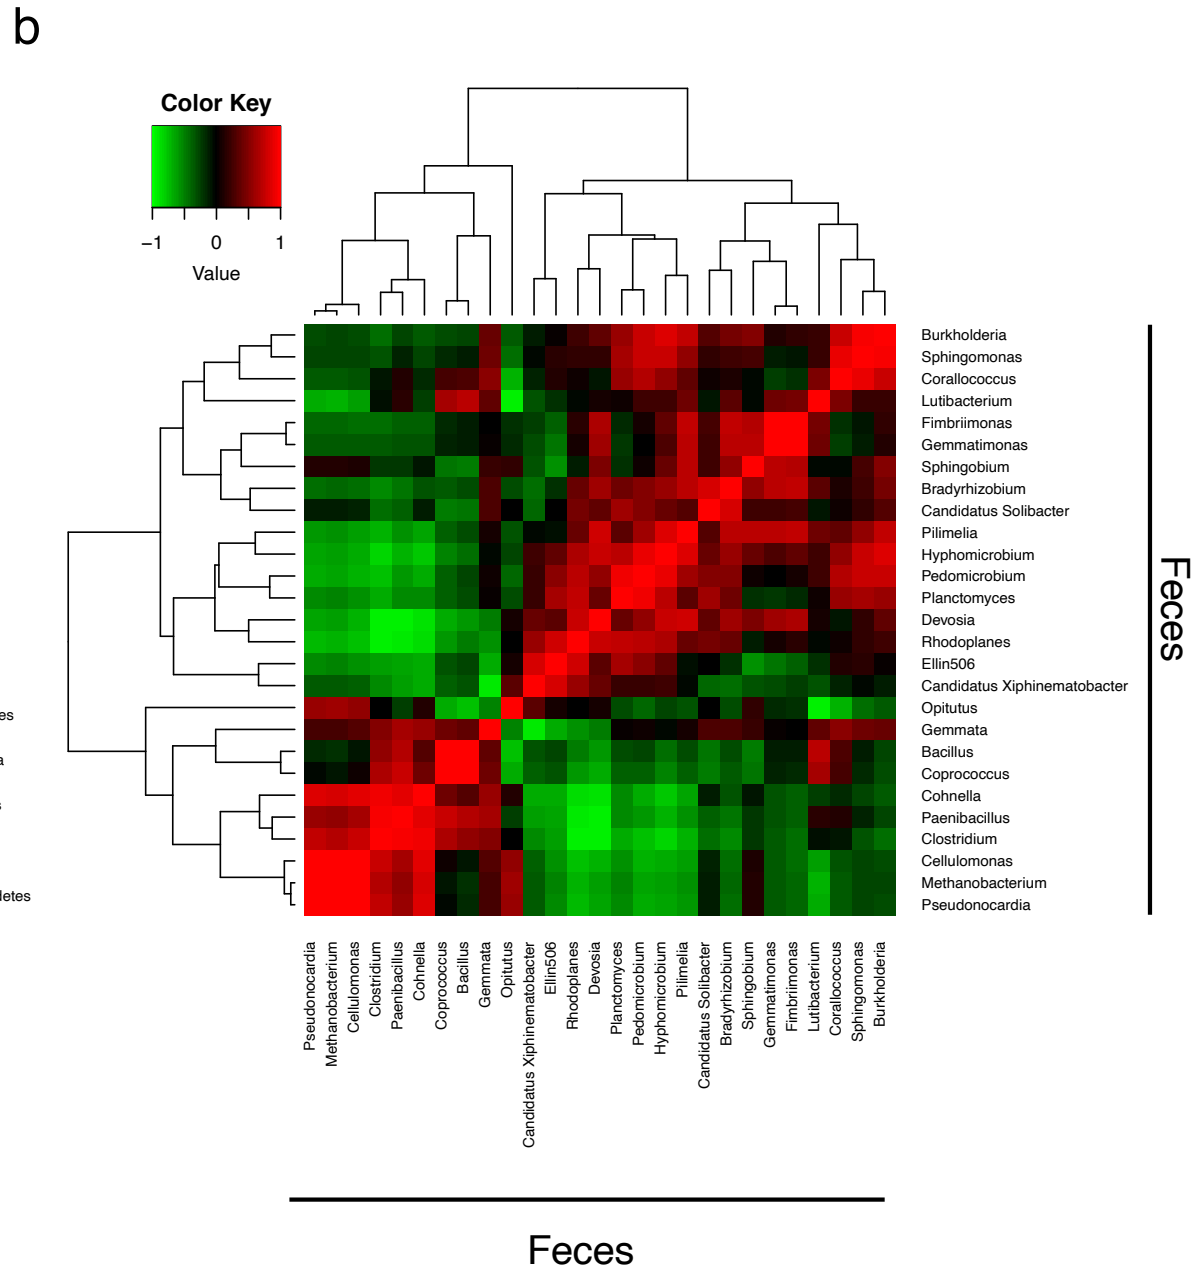 b
Color Key
−1 0 1
Value
Burkholderia
Sphingomonas
Corallococcus
Lutibacterium
Fimbriimonas
Gemmatimonas
Sphingobium
Bradyrhizobium
Candidatus Solibacter
Pilimelia
Hyphomicrobium
Pedomicrobium
Planctomyces
Devosia
Rhodoplanes
Ellin506
Candidatus Xiphinematobacter
Opitutus
Gemmata
Bacillus
Coprococcus
Cohnella
Paenibacillus
Clostridium
Cellulomonas
Methanobacterium
Pseudonocardia
Feces
es
a
s
letes
Pseudonocardia
Methanobacterium
Cellulomonas
Clostridium
Paenibacillus
Cohnella
Coprococcus
Bacillus
Gemmata
Opitutus
Candidatus Xiphinematobacter
Ellin506
Rhodoplanes
Devosia
Planctomyces
Pedomicrobium
Hyphomicrobium
Pilimelia
Candidatus Solibacter
Bradyrhizobium
Sphingobium
Gemmatimonas
Fimbriimonas
Lutibacterium
Corallococcus
Sphingomonas
Burkholderia
Feces